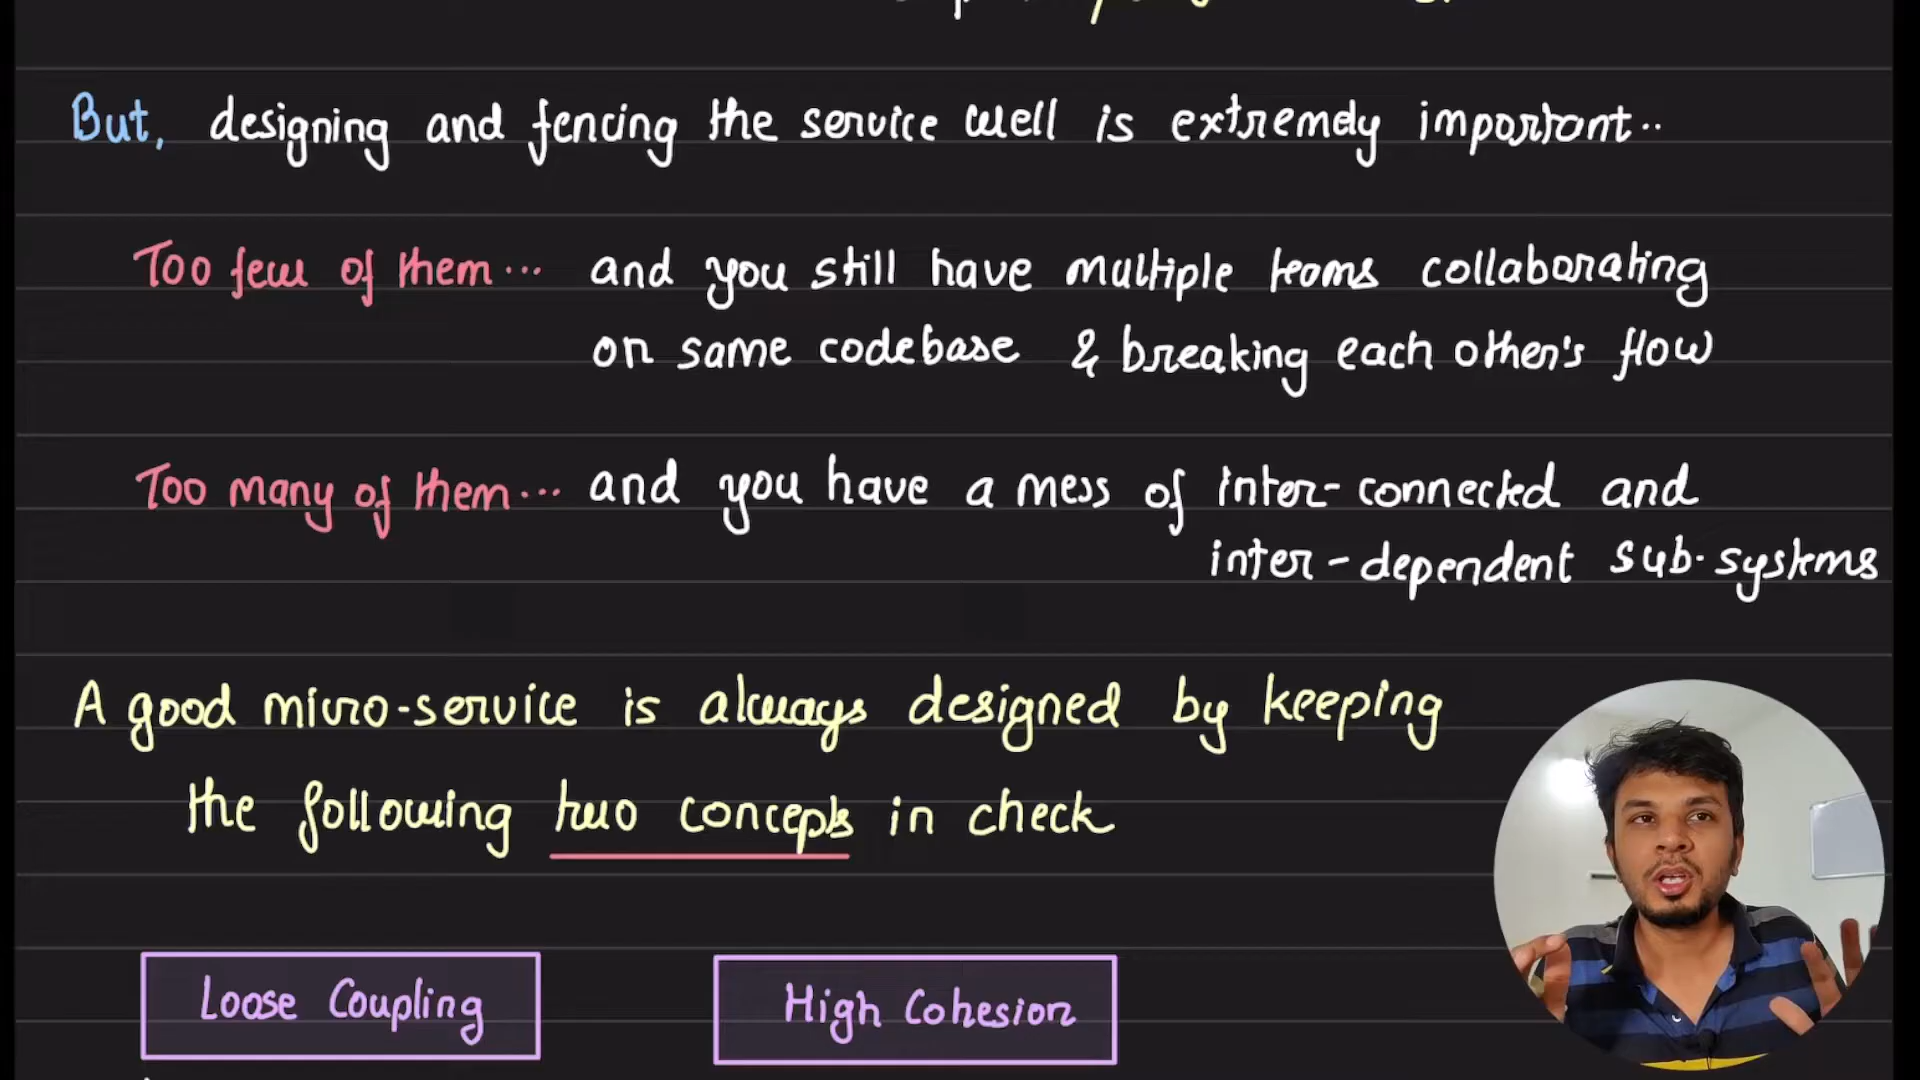 But, designing and fencing the service well is extremely important..
Too few of them... and you still have multiple teams collaborating
on same codebase & breaking each other's flow
Too many of them... and you have a mess of inter-connected and
inter-dependent sub-systems
A good micro-service is always designed by keeping
the following two concepts in check
Loose Coupling
High Cohesion